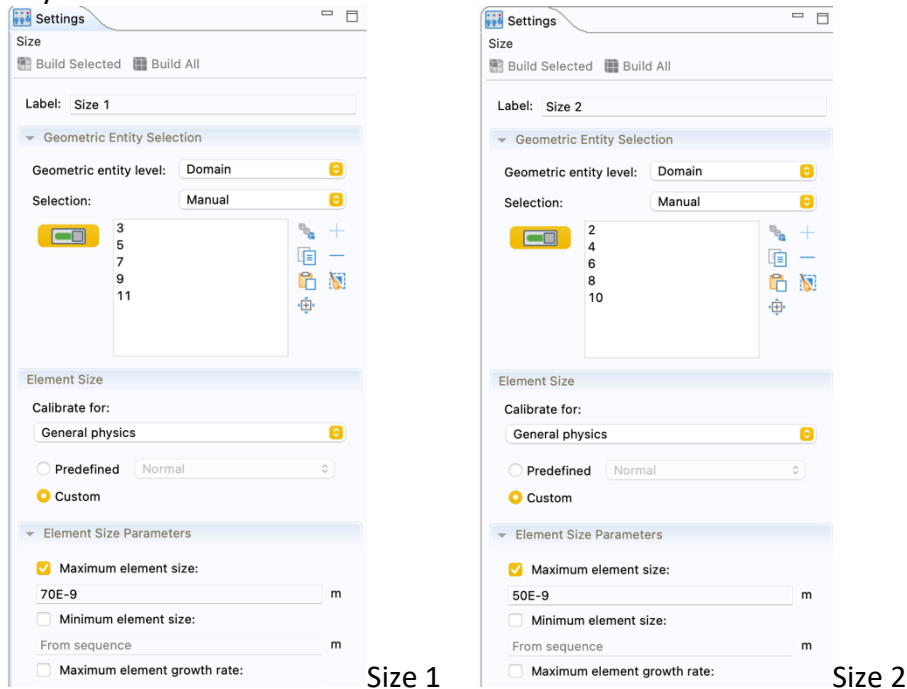 Settings
Size
Build Selected Build All
Label: Size 1
Geometric Entity Selection
Geometric entity level: Domain
Selection: Manual
3
5
7
9
11
Element Size
Calibrate for:
General physics
Predefined Normal
Custom
Element Size Parameters
Maximum element size:
70E-9 m
Minimum element size:
From sequence m
Maximum element growth rate:
Size 1
Settings
Size
Build Selected Build All
Label: Size 2
Geometric Entity Selection
Geometric entity level: Domain
Selection: Manual
2
4
6
8
10
Element Size
Calibrate for:
General physics
Predefined Normal
Custom
Element Size Parameters
Maximum element size:
50E-9 m
Minimum element size:
From sequence m
Maximum element growth rate:
Size 2